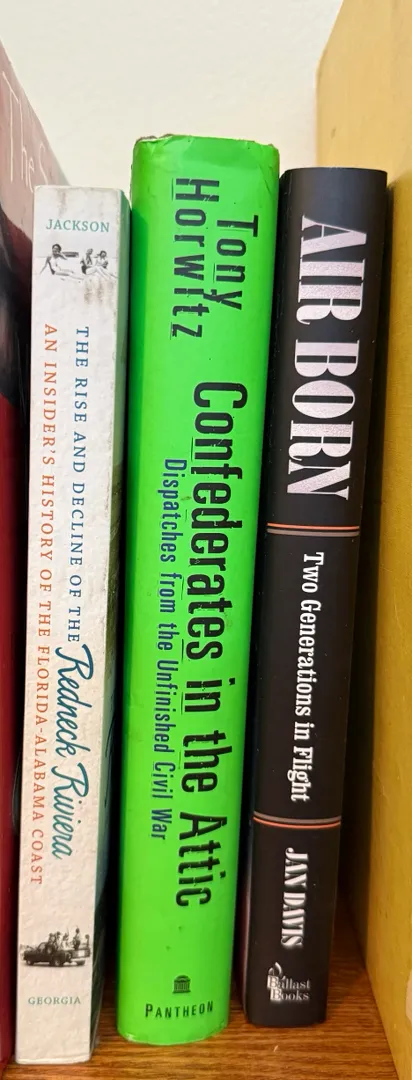 The S
JACKSON
THE RISE AND DECLINE OF THE Redneck Riviera
AN INSIDER'S HISTORY OF THE FLORIDA-ALABAMA COAST
GEORGIA
Tony
Horwitz
Confederates in the Attic
Dispatches from the Unfinished Civil War
PANTHEON
AIR BORN
Two Generations in Flight
JAN DAVIS
Ballast
Books